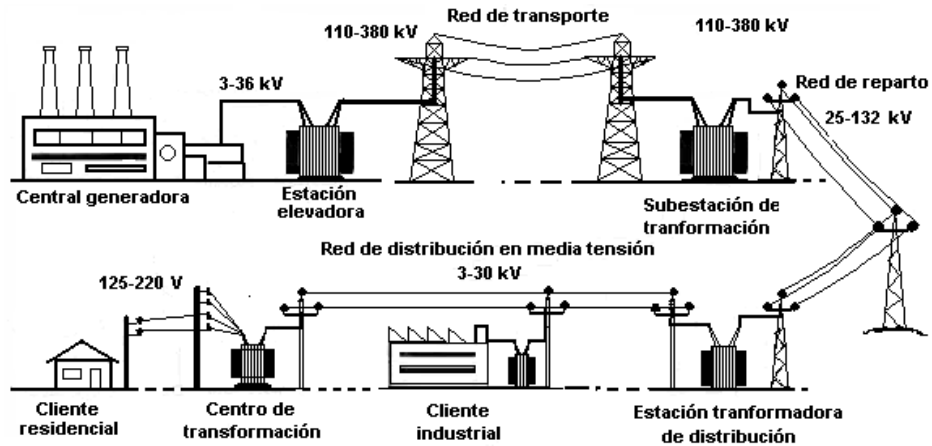 Red de transporte
110-380 kV
110-380 kV
3-36 kV
Red de reparto
25-132 kV
Central generadora
Estación
elevadora
Subestación de
tranformación
Red de distribución en media tensión
3-30 kV
125-220 V
Cliente
residencial
Centro de
transformación
Cliente
industrial
Estación tranformadora
de distribución